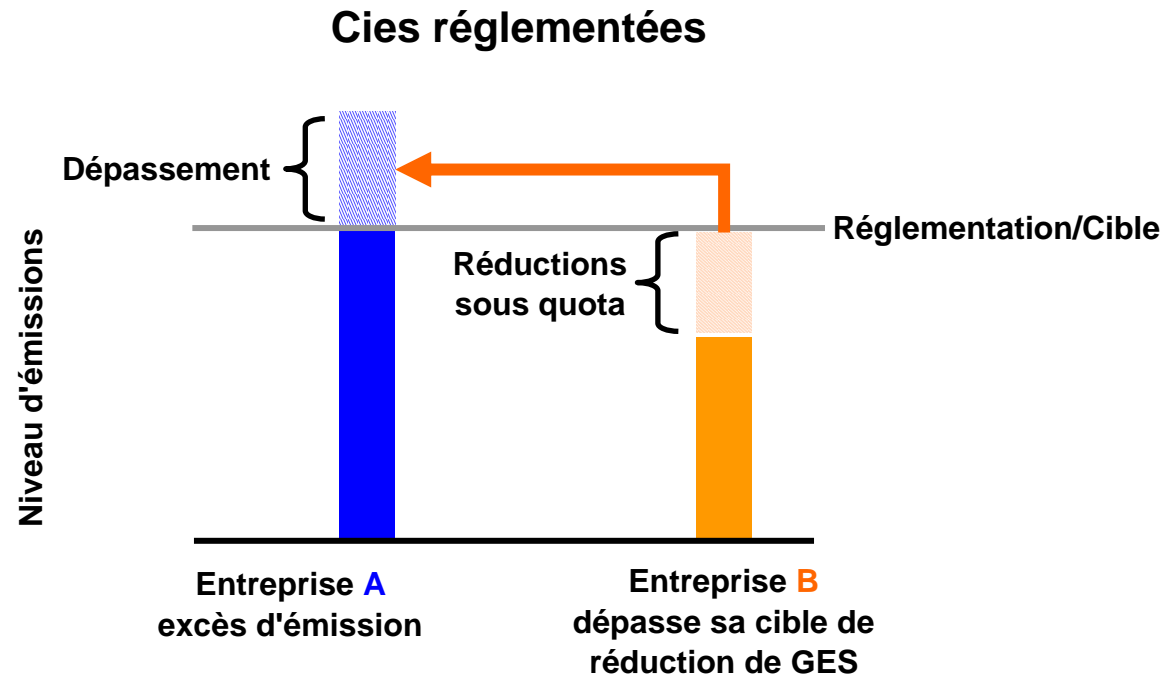 Cies réglementées
Dépassement
Réglementation/Cible
Réductions
sous quota
Niveau d'émissions
Entreprise A
excès d'émission
Entreprise B
dépasse sa cible de
réduction de GES